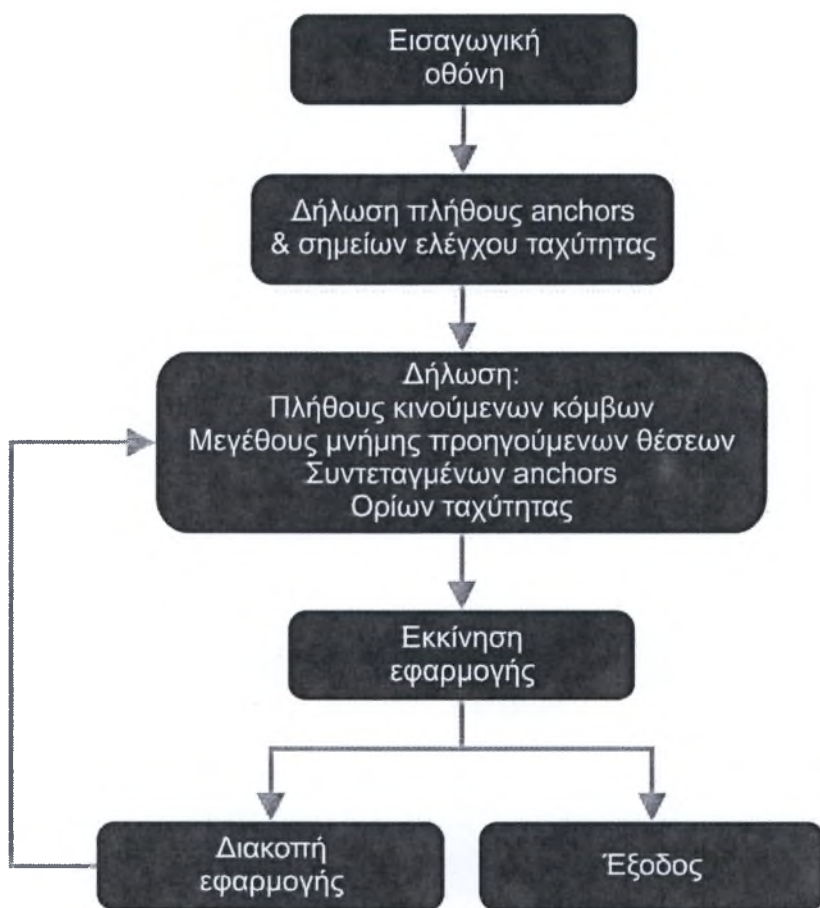 Εισαγωγική
οθόνη
Δήλωση πλήθους anchors
& σημείων ελέγχου ταχύτητας
Δήλωση:
Πλήθους κινούμενων κόμβων
Μεγέθους μνήμης προηγούμενων θέσεων
Συντεταγμένων anchors
Ορίων ταχύτητας
Εκκίνηση
εφαρμογής
Διακοπή
εφαρμογής
Έξοδος